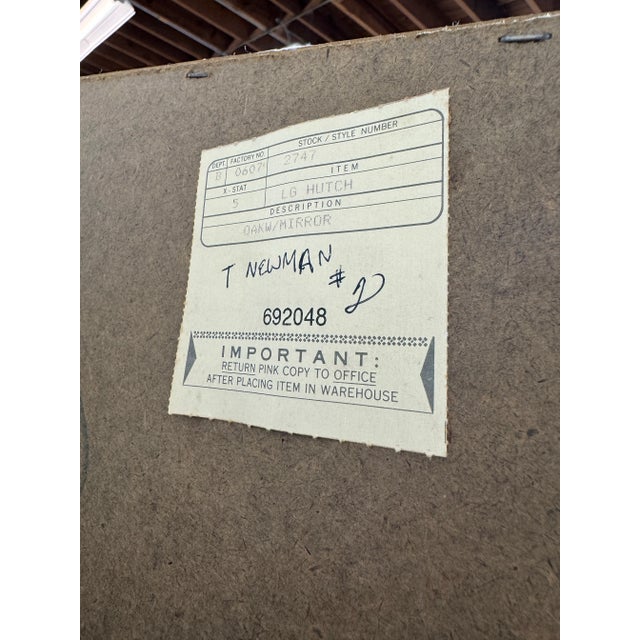 DEPT. FACTORY NO. STOCK / STYLE NUMBER
B 0607 2747
X-STAT ITEM
5 LG HUTCH
DESCRIPTION
OAKW/MIRROR
T NEWMAN
#2
692048
IMPORTANT:
RETURN PINK COPY TO OFFICE
AFTER PLACING ITEM IN WAREHOUSE